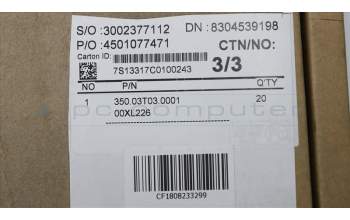 S/O :3002377112 DN : 8304539198
P/O :4501077471 CTN/NO:
Carton ID:
7S13317C0100243 3/3
NO P/N Q'TY
1 350.03T03.0001 20
00XL226
CF1808233299